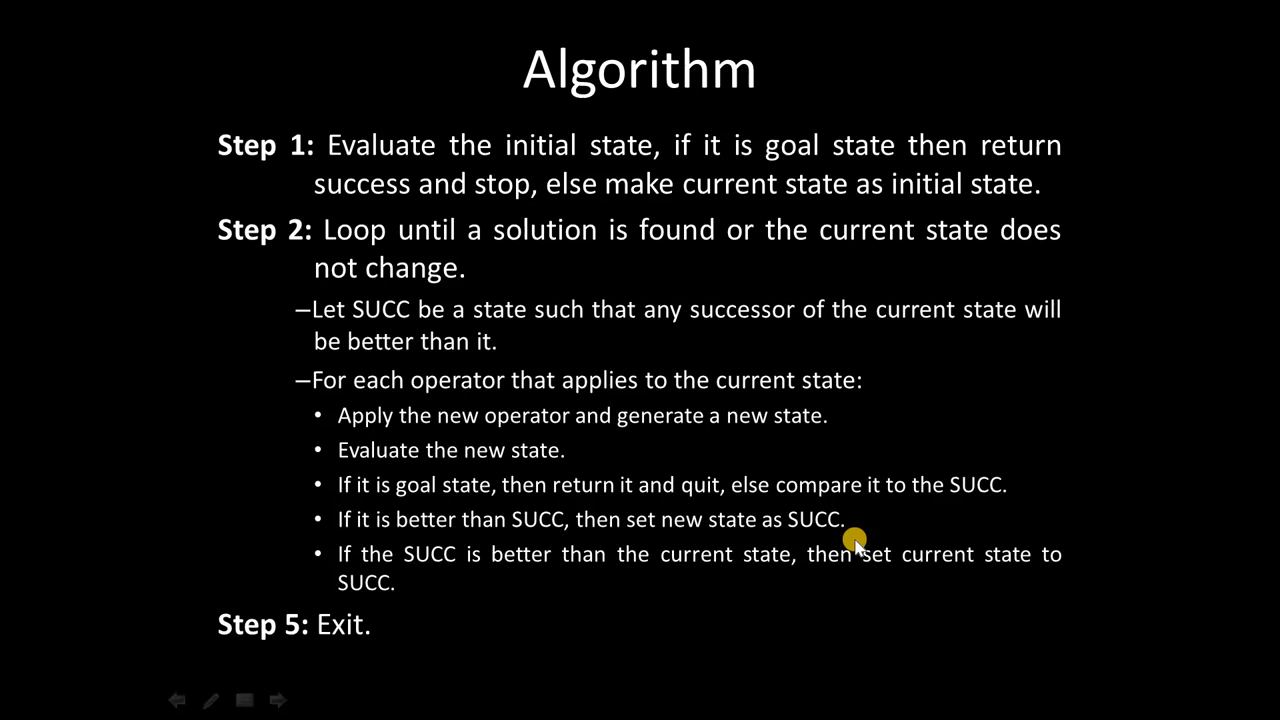 Algorithm
Step 1: Evaluate the initial state, if it is goal state then return
success and stop, else make current state as initial state.
Step 2: Loop until a solution is found or the current state does
not change.
–Let SUCC be a state such that any successor of the current state will
be better than it.
–For each operator that applies to the current state:
• Apply the new operator and generate a new state.
• Evaluate the new state.
• If it is goal state, then return it and quit, else compare it to the SUCC.
• If it is better than SUCC, then set new state as SUCC.
• If the SUCC is better than the current state, then set current state to
SUCC.
Step 5: Exit.